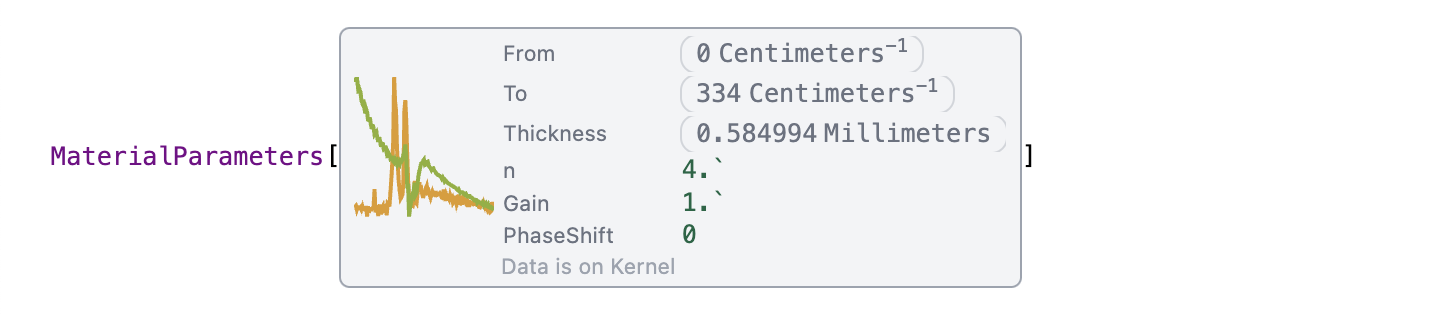 From 0 Centimeters⁻¹
To 334 Centimeters⁻¹
Thickness 0.584994 Millimeters
MaterialParameters[ ]
n 4.`
Gain 1.`
PhaseShift 0
Data is on Kernel